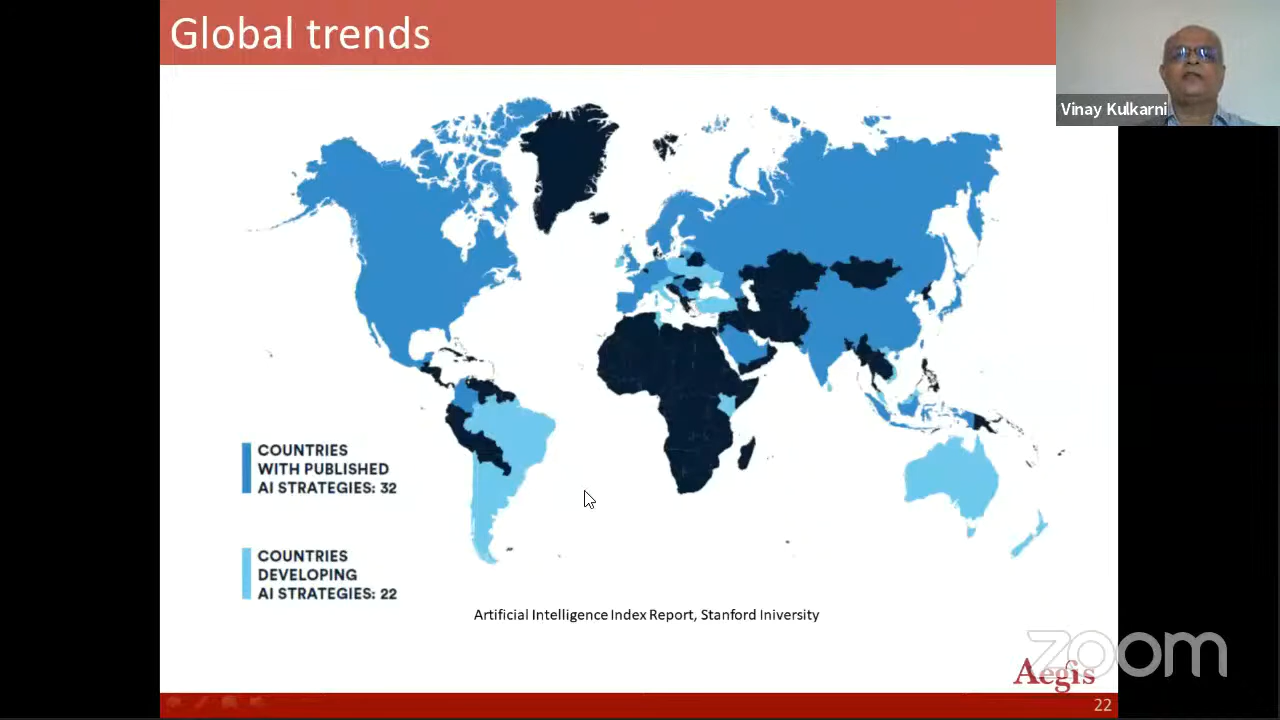 Global trends
Vinay Kulkarni
COUNTRIES
WITH PUBLISHED
AI STRATEGIES: 32
COUNTRIES
DEVELOPING
AI STRATEGIES: 22
Artificial Intelligence Index Report, Stanford Iniversity
Aegis
zoom
22